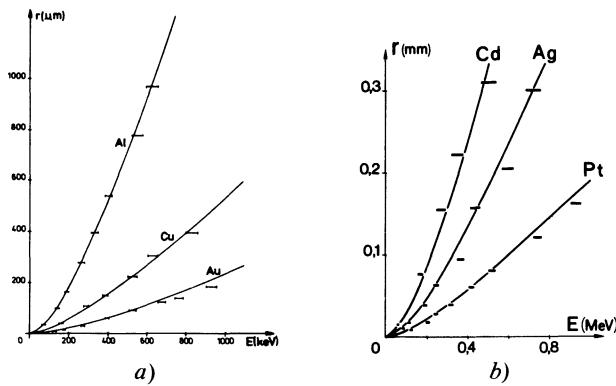 r(μm)
1000
800
600
400
200
0
200
400
600
800
1000
E(keV)
Al
Cu
Au
a)
r (mm)
0,3
0,2
0,1
0
0,4
0,8
E (MeV)
Cd
Ag
Pt
b)